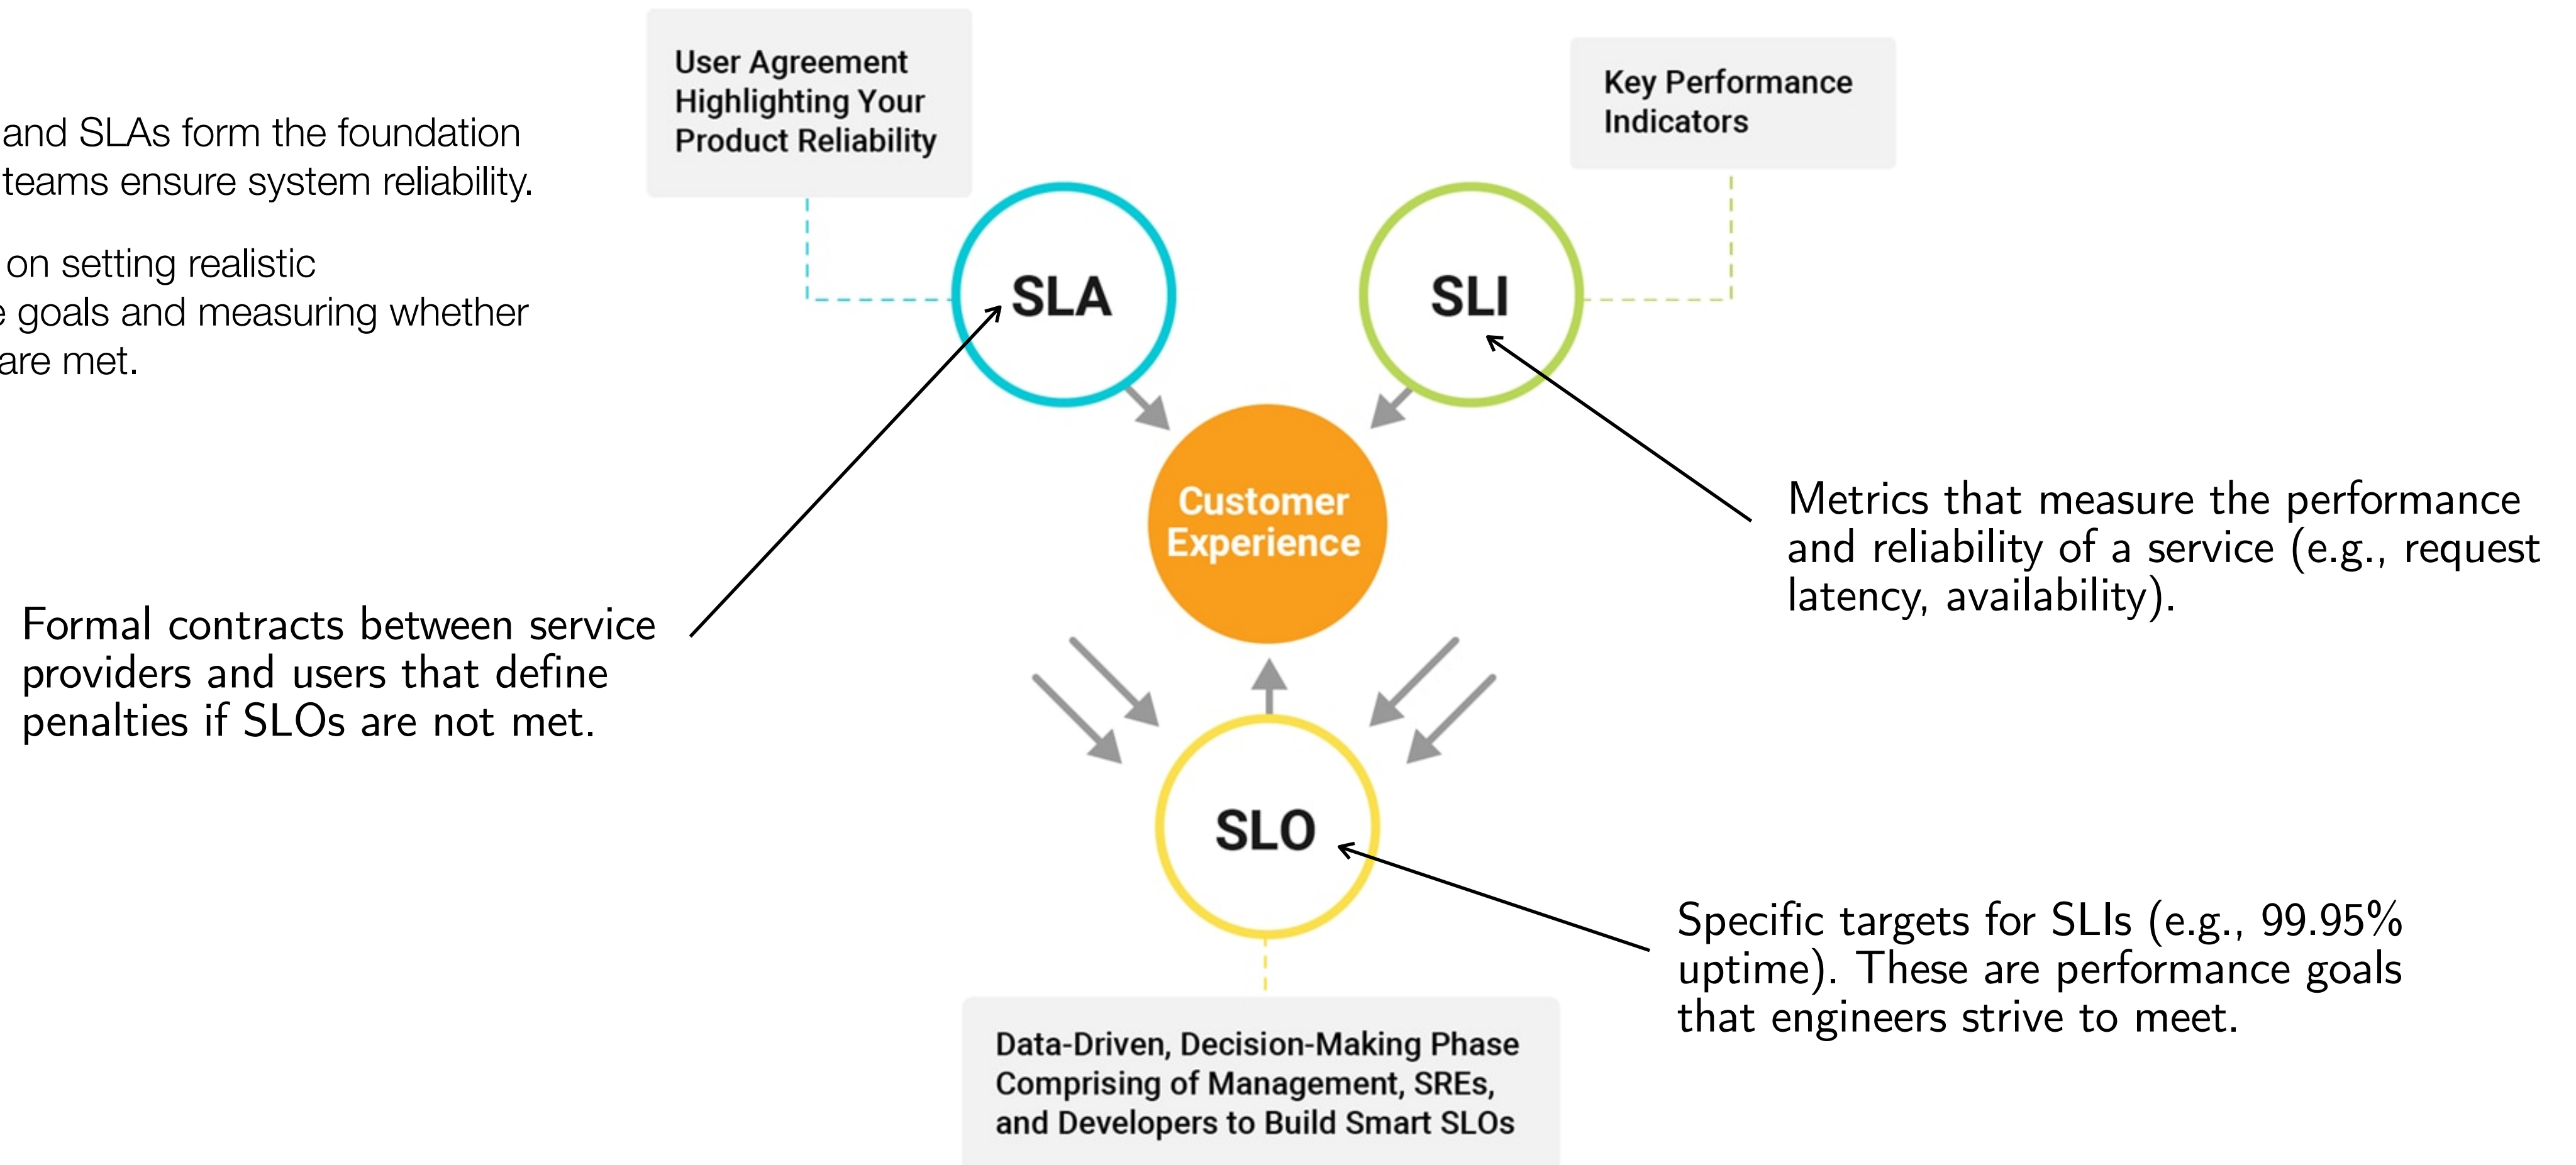 and SLAs form the foundation
teams ensure system reliability.
on setting realistic
goals and measuring whether
are met.
User Agreement
Highlighting Your
Product Reliability
Key Performance
Indicators
SLA
SLI
Customer
Experience
Metrics that measure the performance
and reliability of a service (e.g., request
latency, availability).
Formal contracts between service
providers and users that define
penalties if SLOs are not met.
SLO
Specific targets for SLIs (e.g., 99.95%
uptime). These are performance goals
that engineers strive to meet.
Data-Driven, Decision-Making Phase
Comprising of Management, SREs,
and Developers to Build Smart SLOs